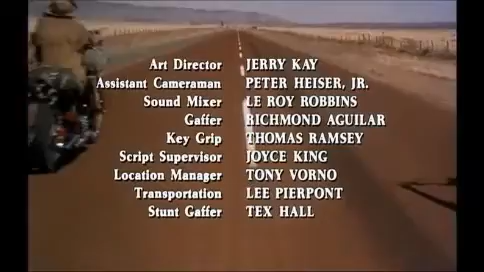 Art Director JERRY KAY
Assistant Cameraman PETER HEISER, JR.
Sound Mixer LE ROY ROBBINS
Gaffer RICHMOND AGUILAR
Key Grip THOMAS RAMSEY
Script Supervisor JOYCE KING
Location Manager TONY VORNO
Transportation LEE PIERPONT
Stunt Gaffer TEX HALL